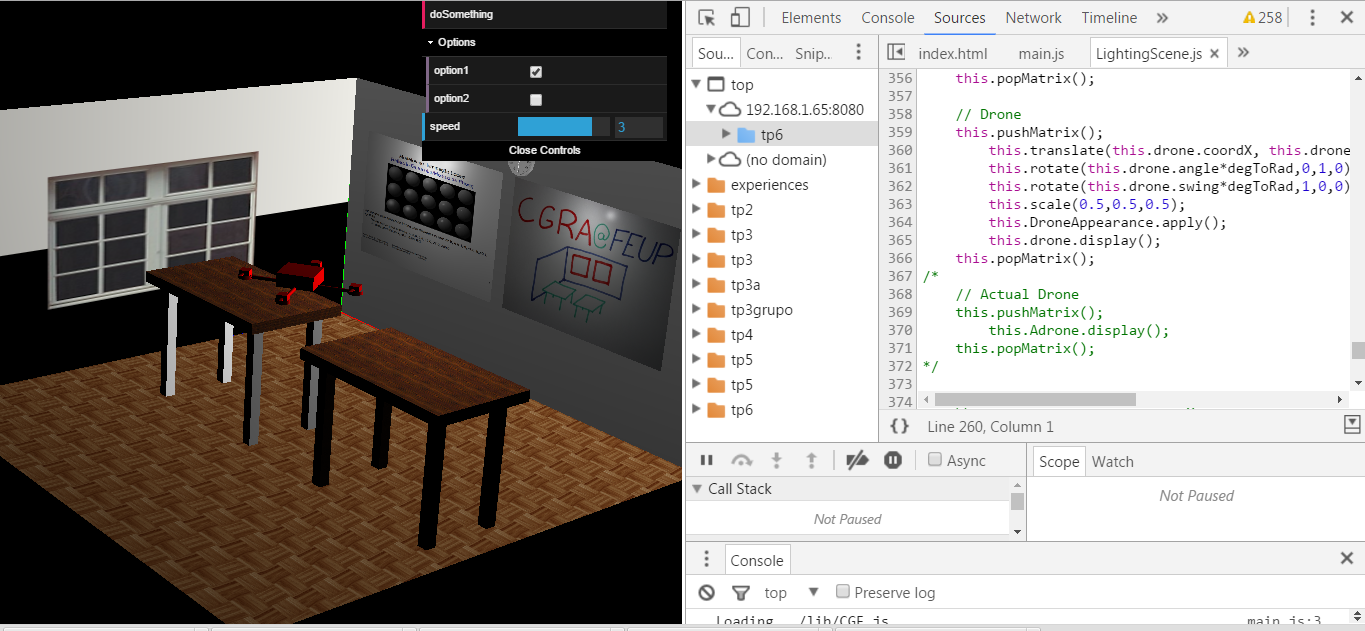 doSomething
Options
option1
option2
speed 3
Close Controls
CGRA@FEUP
Elements Console Sources Network Timeline » 258
Sou... Con... Snip..
index.html main.js LightingScene.js × »
top
192.168.1.65:8080
tp6
(no domain)
experiences
tp2
tp3
tp3
tp3a
tp3grupo
tp4
tp5
tp5
tp6
356 this.popMatrix();
357
358 // Drone
359 this.pushMatrix();
360 this.translate(this.drone.coordX, this.drone
361 this.rotate(this.drone.angle*degToRad,0,1,0)
362 this.rotate(this.drone.swing*degToRad,1,0,0)
363 this.scale(0.5,0.5,0.5);
364 this.DroneAppearance.apply();
365 this.drone.display();
366 this.popMatrix();
367 /*
368 // Actual Drone
369 this.pushMatrix();
370 this.Adrone.display();
371 this.popMatrix();
372 */
373
374
{} Line 260, Column 1
Async
Call Stack
Not Paused
Scope Watch
Not Paused
Console
top Preserve log
Loading ../lib/CGF.js main.js:3